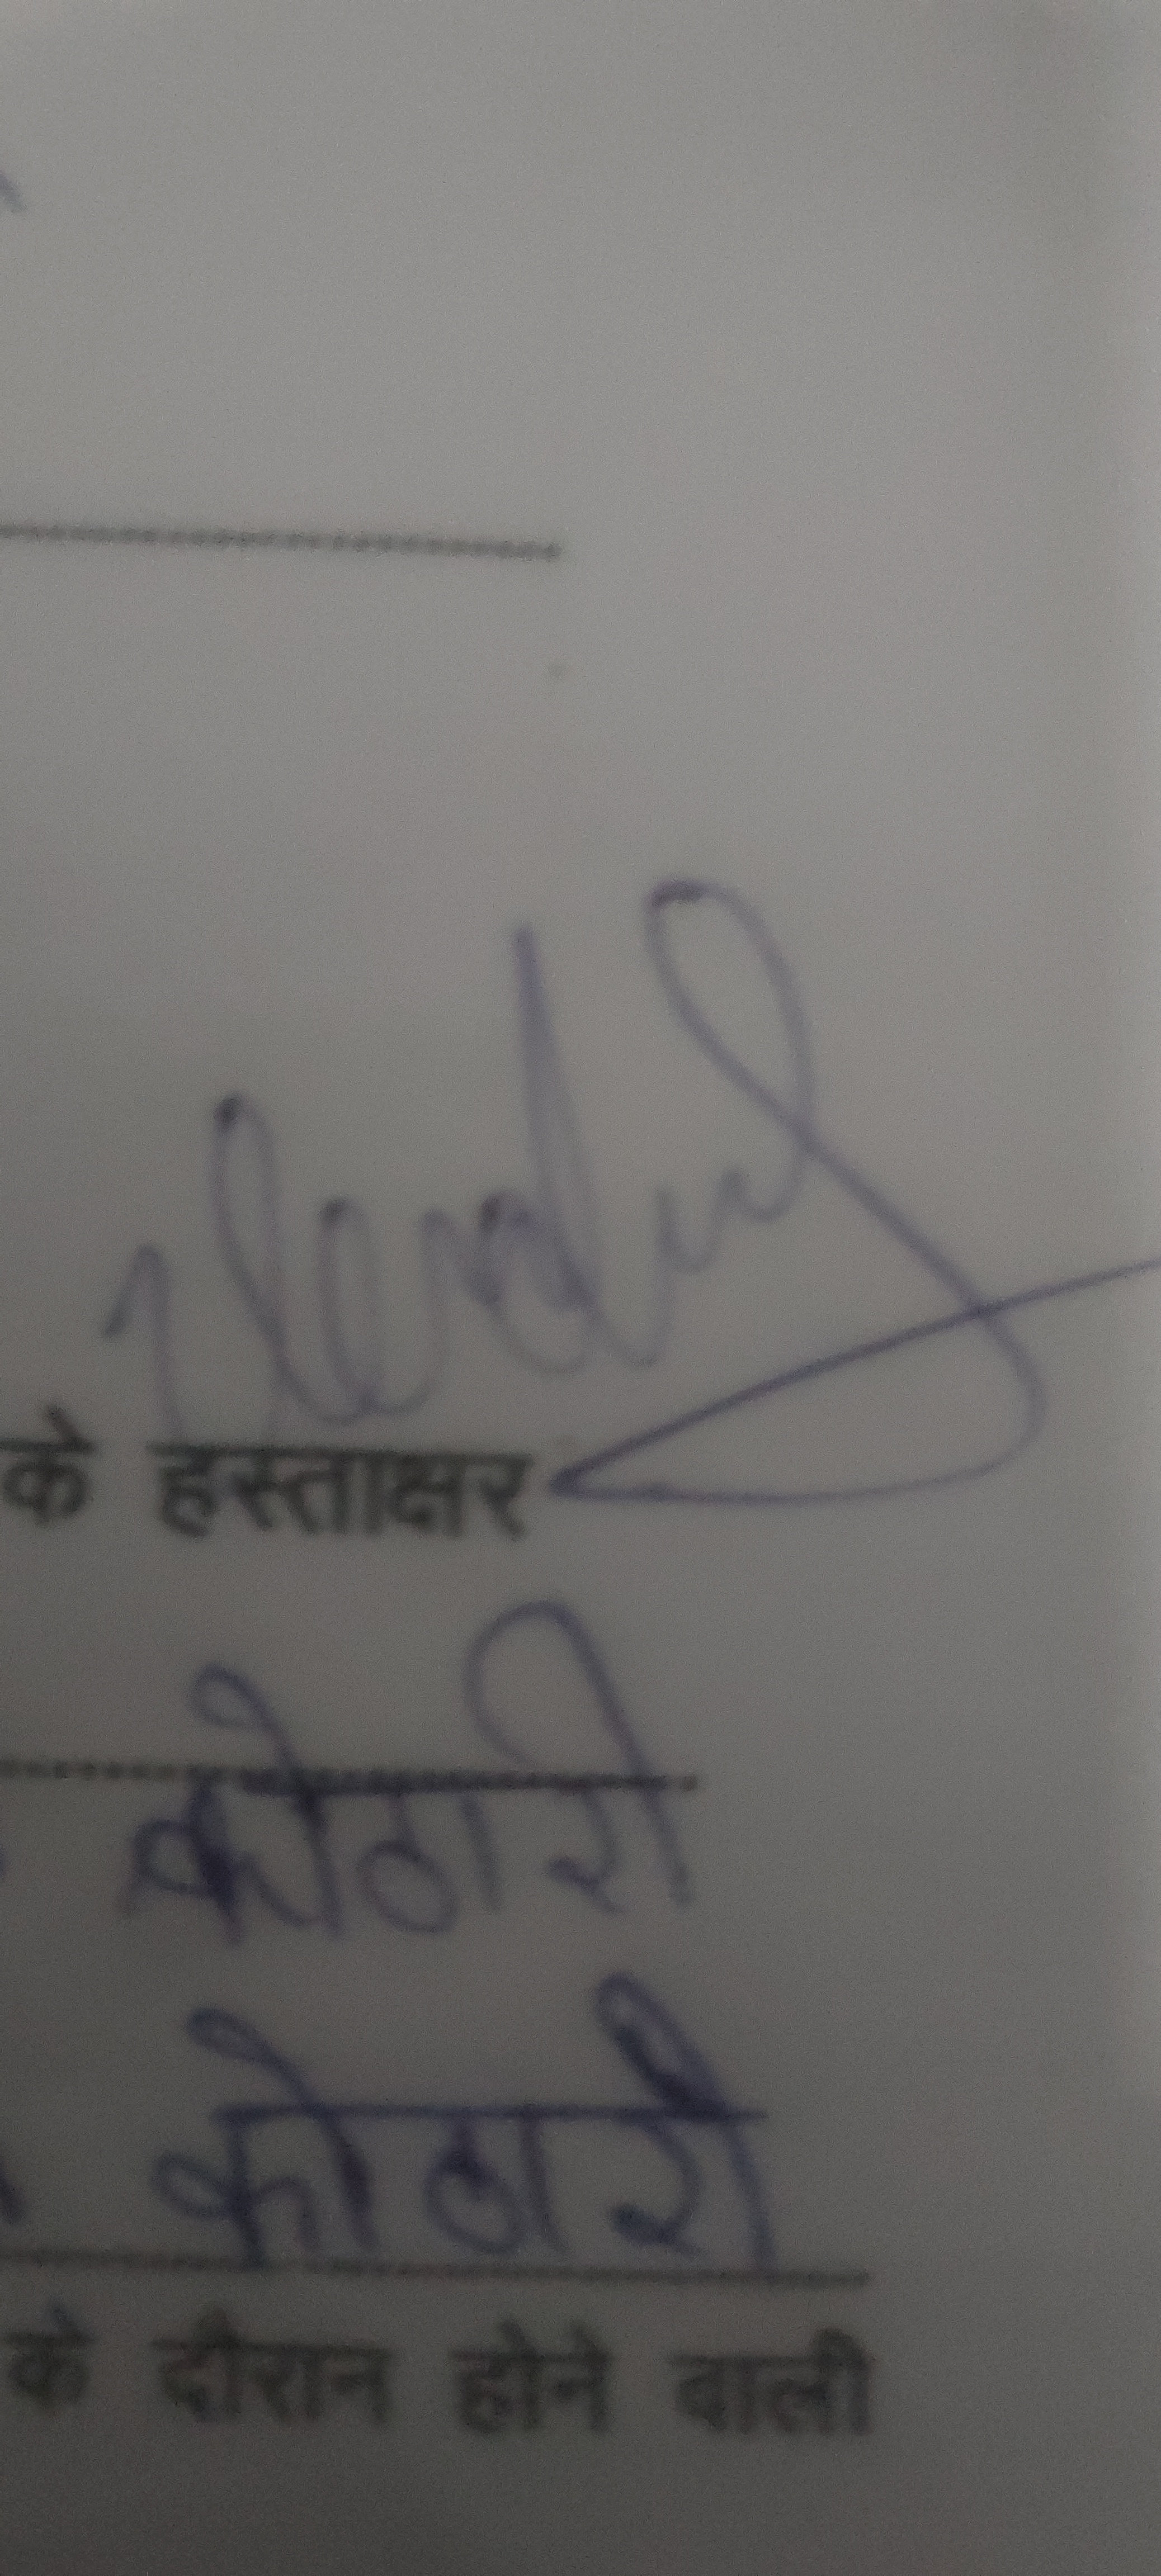 के हस्ताक्षर
कोठारी
कोठारी
के दौरान होने वाली